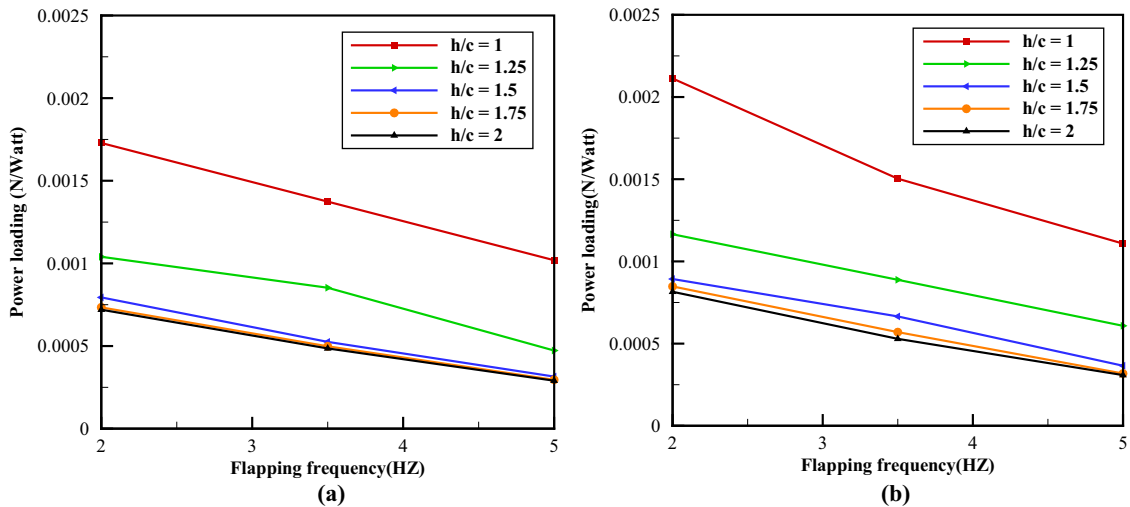 0.0025
0.002
0.0015
0.001
0.0005
0
Power loading (N/Watt)
h/c = 1
h/c = 1.25
h/c = 1.5
h/c = 1.75
h/c = 2
2
3
4
5
Flapping frequency(HZ)
(a)
0.0025
0.002
0.0015
0.001
0.0005
0
Power loading(N/Watt)
h/c = 1
h/c = 1.25
h/c = 1.5
h/c = 1.75
h/c = 2
2
3
4
5
Flapping frequency(HZ)
(b)